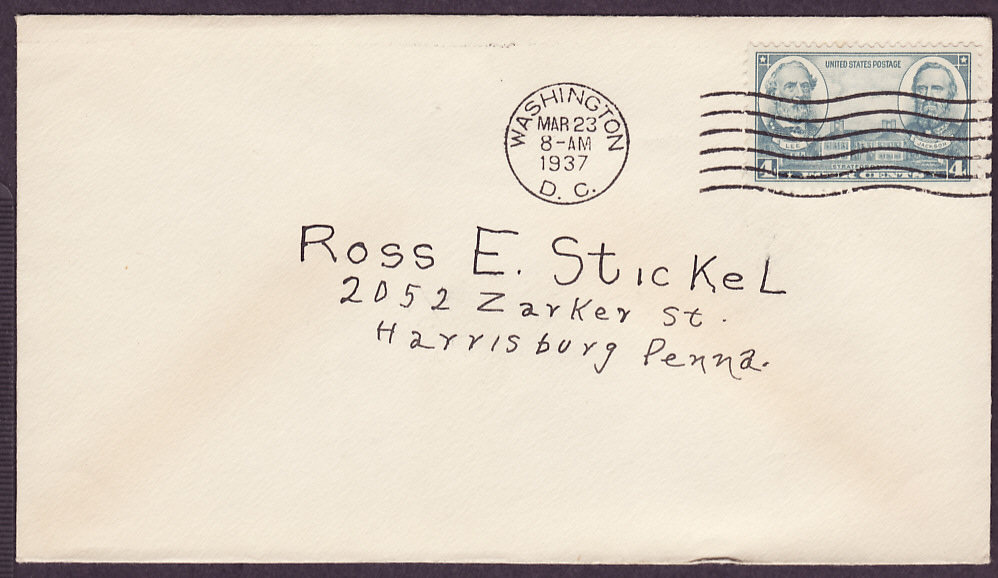 WASHINGTON
MAR 23
8-AM
1937
D. C.
UNITED STATES POSTAGE
LEE
JACKSON
STRATFORD
4
CENTS
4
Ross E. Stickel
2052 Zarker St.
Harrisburg Penna.